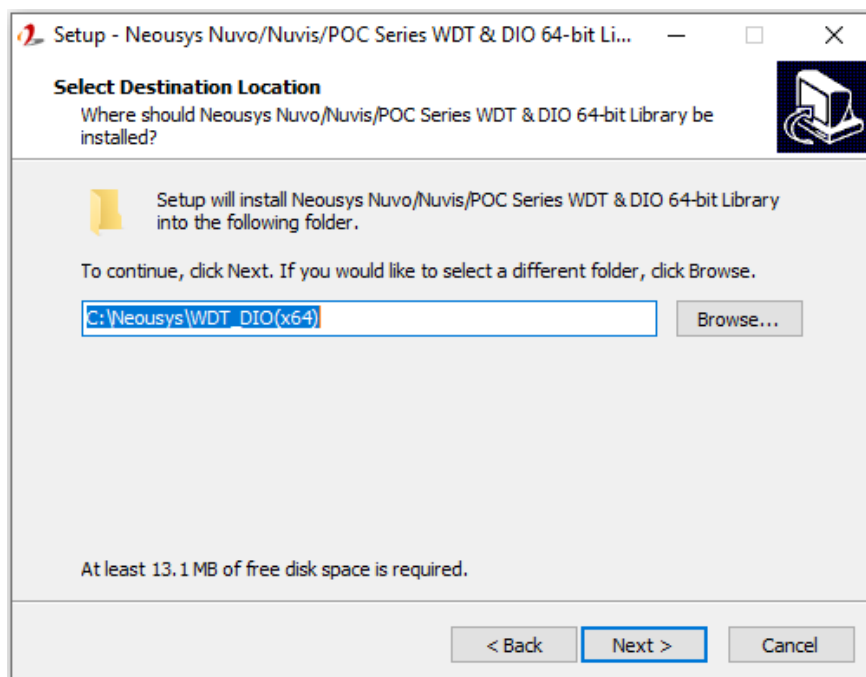 Setup - Neousys Nuvo/Nuvis/POC Series WDT & DIO 64-bit Li...
Select Destination Location
Where should Neousys Nuvo/Nuvis/POC Series WDT & DIO 64-bit Library be
installed?
Setup will install Neousys Nuvo/Nuvis/POC Series WDT & DIO 64-bit Library
into the following folder.
To continue, click Next. If you would like to select a different folder, click Browse.
C:\Neousys\WDT_DIO(x64)
Browse...
At least 13.1 MB of free disk space is required.
< Back
Next >
Cancel